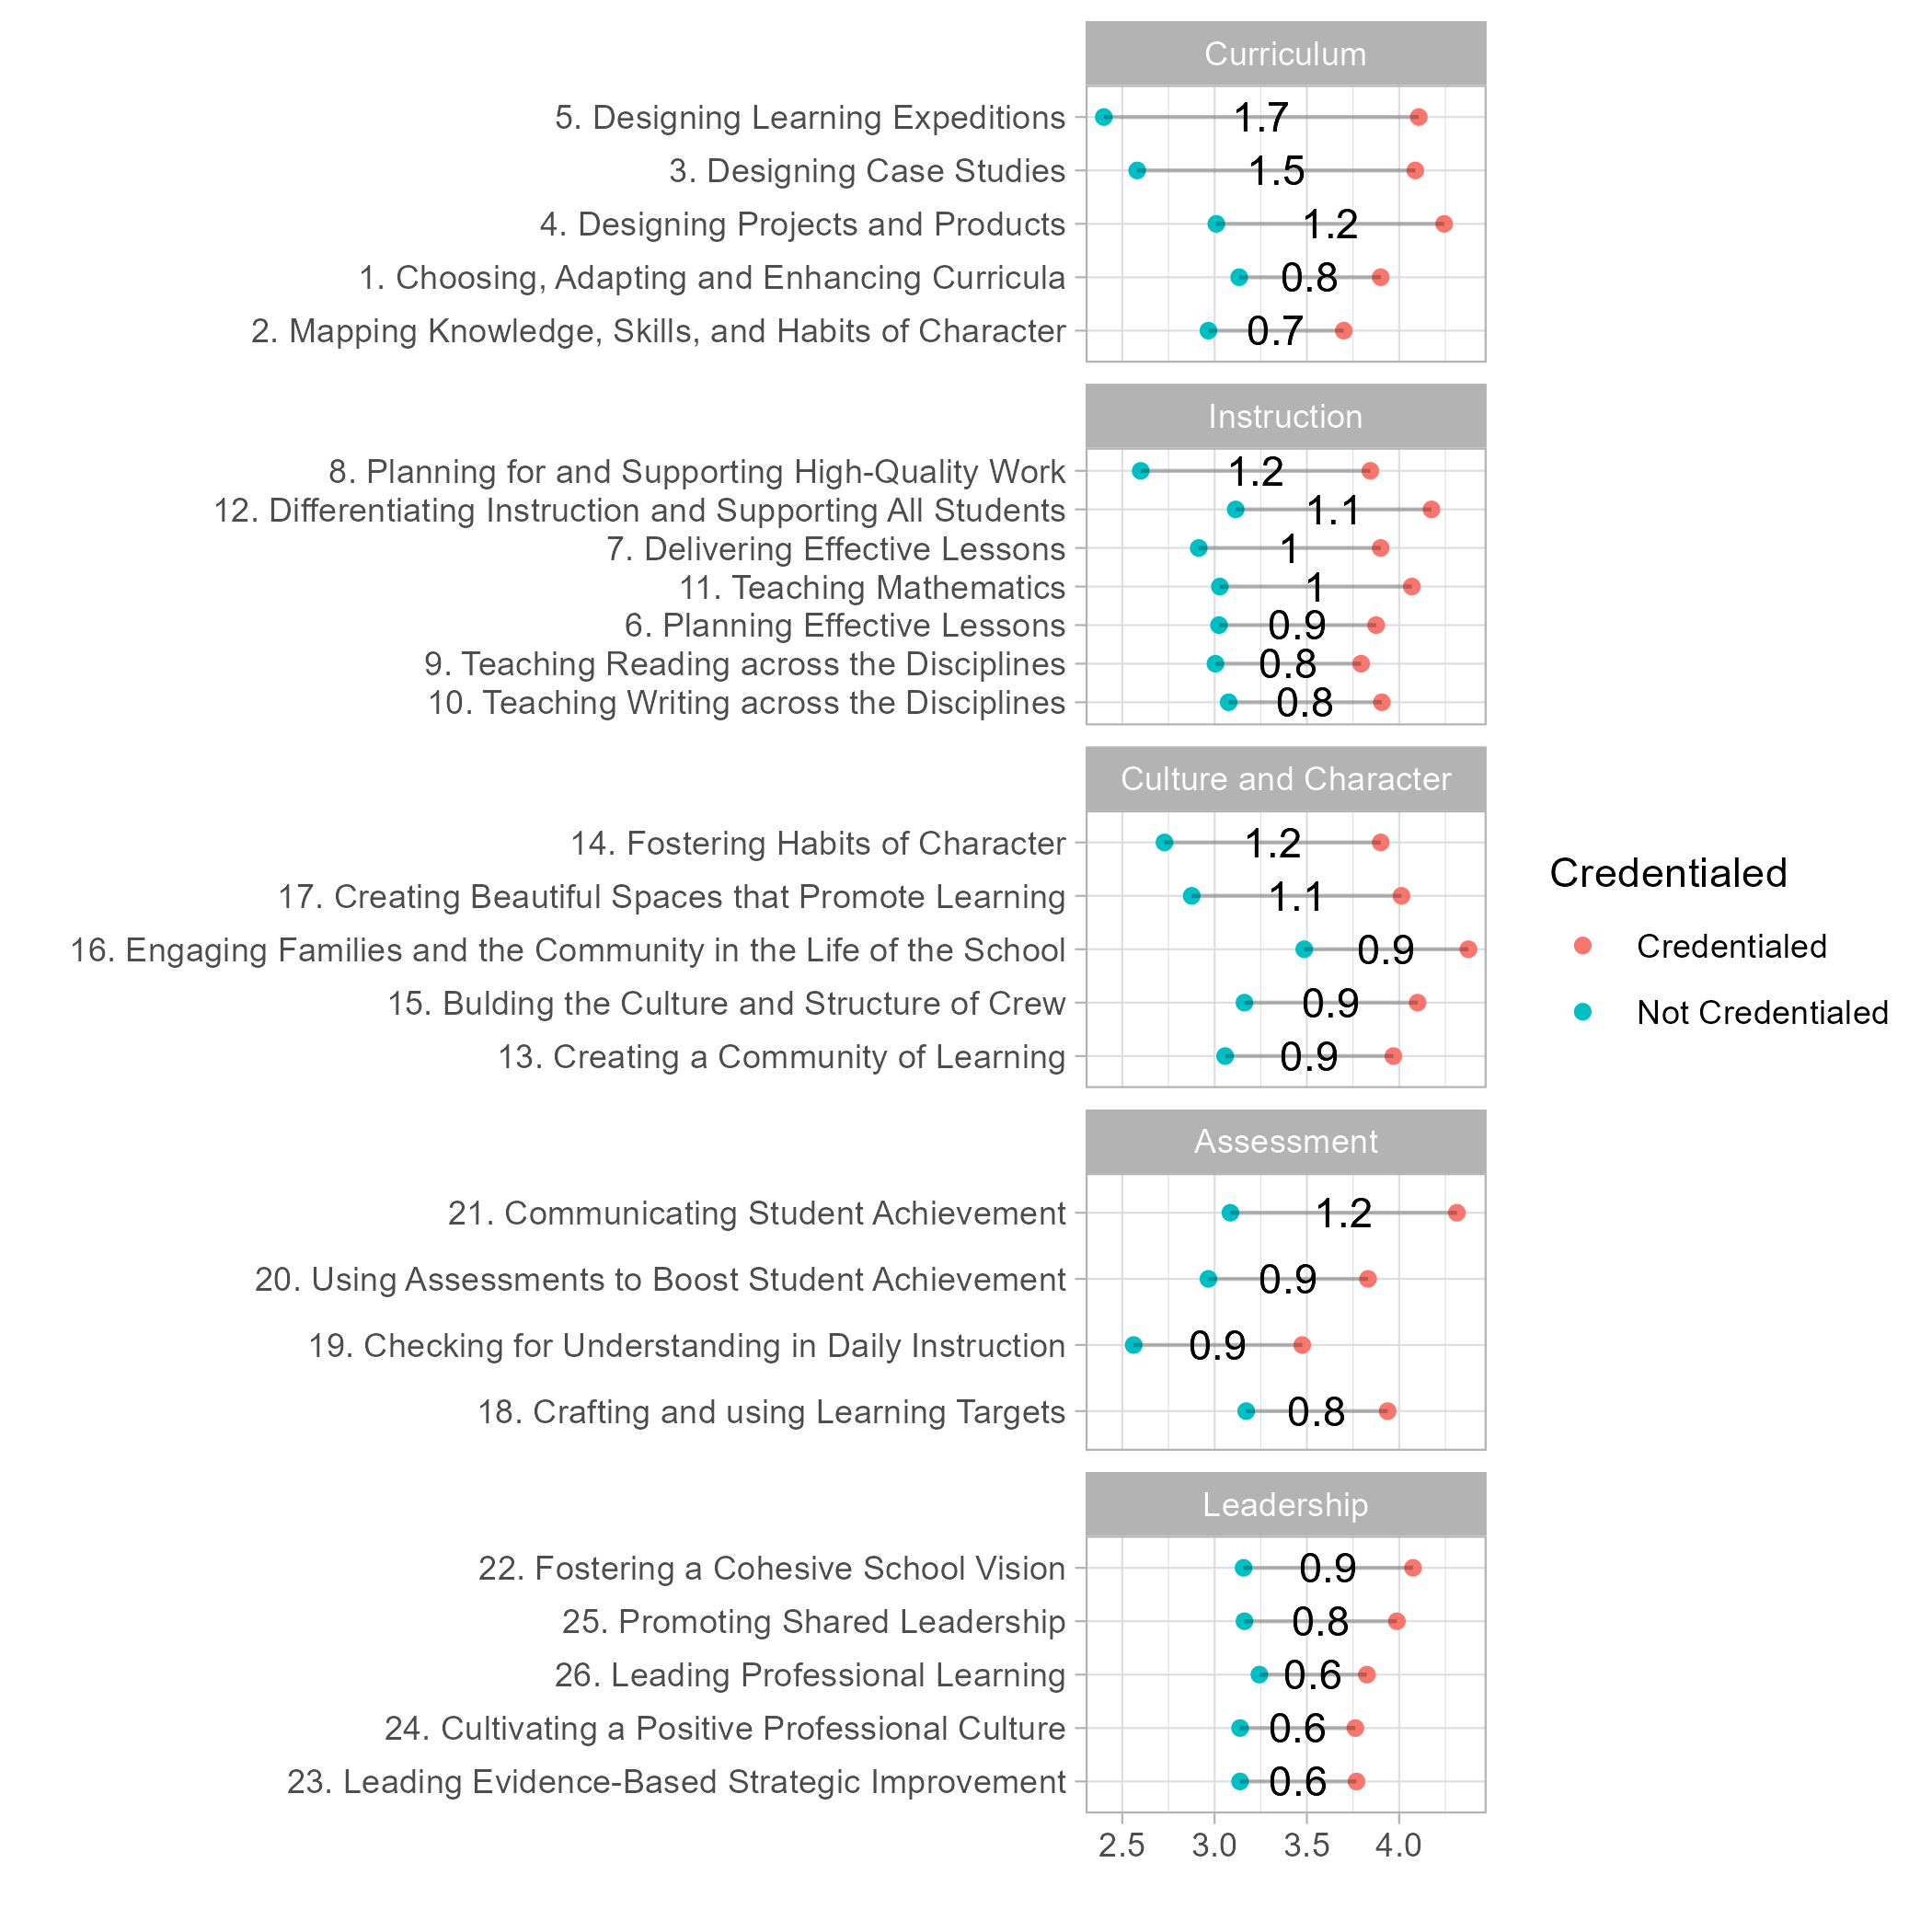 Curriculum
5. Designing Learning Expeditions 1.7
3. Designing Case Studies 1.5
4. Designing Projects and Products 1.2
1. Choosing, Adapting and Enhancing Curricula 0.8
2. Mapping Knowledge, Skills, and Habits of Character 0.7
Instruction
8. Planning for and Supporting High-Quality Work 1.2
12. Differentiating Instruction and Supporting All Students 1.1
7. Delivering Effective Lessons 1
11. Teaching Mathematics 1
6. Planning Effective Lessons 0.9
9. Teaching Reading across the Disciplines 0.8
10. Teaching Writing across the Disciplines 0.8
Culture and Character
14. Fostering Habits of Character 1.2
17. Creating Beautiful Spaces that Promote Learning 1.1
16. Engaging Families and the Community in the Life of the School 0.9
15. Bulding the Culture and Structure of Crew 0.9
13. Creating a Community of Learning 0.9
Assessment
21. Communicating Student Achievement 1.2
20. Using Assessments to Boost Student Achievement 0.9
19. Checking for Understanding in Daily Instruction 0.9
18. Crafting and using Learning Targets 0.8
Leadership
22. Fostering a Cohesive School Vision 0.9
25. Promoting Shared Leadership 0.8
26. Leading Professional Learning 0.6
24. Cultivating a Positive Professional Culture 0.6
23. Leading Evidence-Based Strategic Improvement 0.6
2.5 3.0 3.5 4.0
Credentialed
Credentialed
Not Credentialed